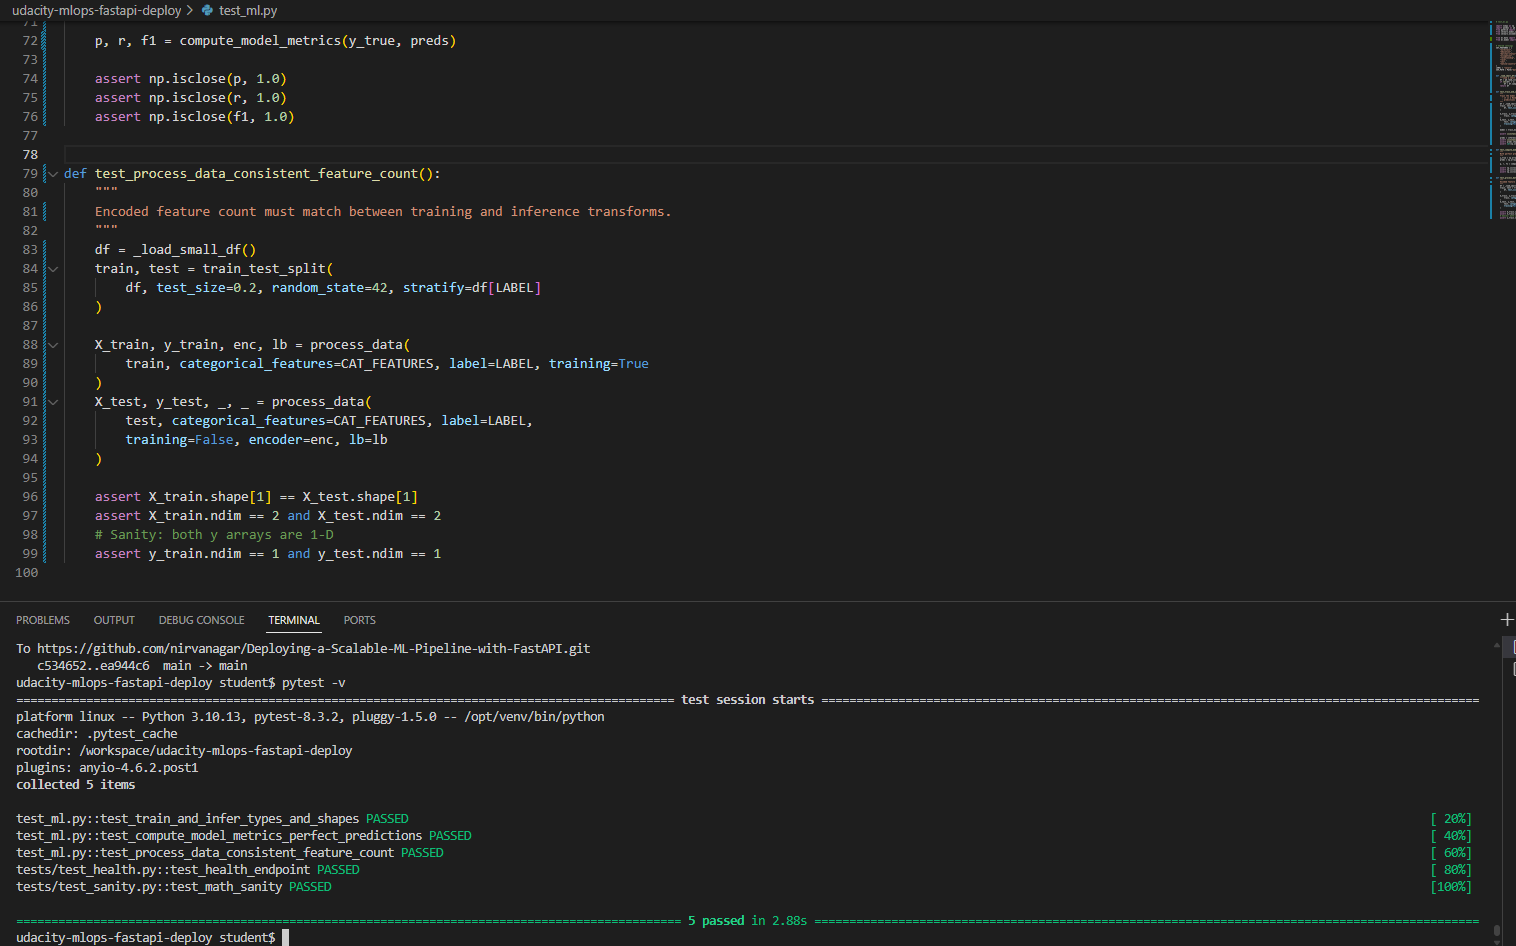 udacity-mlops-fastapi-deploy > test_ml.py
71
72 p, r, f1 = compute_model_metrics(y_true, preds)
73
74 assert np.isclose(p, 1.0)
75 assert np.isclose(r, 1.0)
76 assert np.isclose(f1, 1.0)
77
78
79 def test_process_data_consistent_feature_count():
80 """
81 Encoded feature count must match between training and inference transforms.
82 """
83 df = _load_small_df()
84 train, test = train_test_split(
85 df, test_size=0.2, random_state=42, stratify=df[LABEL]
86 )
87
88 X_train, y_train, enc, lb = process_data(
89 train, categorical_features=CAT_FEATURES, label=LABEL, training=True
90 )
91 X_test, y_test, _, _ = process_data(
92 test, categorical_features=CAT_FEATURES, label=LABEL,
93 training=False, encoder=enc, lb=lb
94 )
95
96 assert X_train.shape[1] == X_test.shape[1]
97 assert X_train.ndim == 2 and X_test.ndim == 2
98 # Sanity: both y arrays are 1-D
99 assert y_train.ndim == 1 and y_test.ndim == 1
100
PROBLEMS OUTPUT DEBUG CONSOLE TERMINAL PORTS
To https://github.com/nirvanagar/Deploying-a-Scalable-ML-Pipeline-with-FastAPI.git
c534652..ea944c6 main -> main
udacity-mlops-fastapi-deploy student$ pytest -v
test session starts
platform linux -- Python 3.10.13, pytest-8.3.2, pluggy-1.5.0 -- /opt/venv/bin/python
cachedir: .pytest_cache
rootdir: /workspace/udacity-mlops-fastapi-deploy
plugins: anyio-4.6.2.post1
collected 5 items
test_ml.py::test_train_and_infer_types_and_shapes PASSED [ 20%]
test_ml.py::test_compute_model_metrics_perfect_predictions PASSED [ 40%]
test_ml.py::test_process_data_consistent_feature_count PASSED [ 60%]
tests/test_health.py::test_health_endpoint PASSED [ 80%]
tests/test_sanity.py::test_math_sanity PASSED [100%]
5 passed in 2.88s
udacity-mlops-fastapi-deploy student$